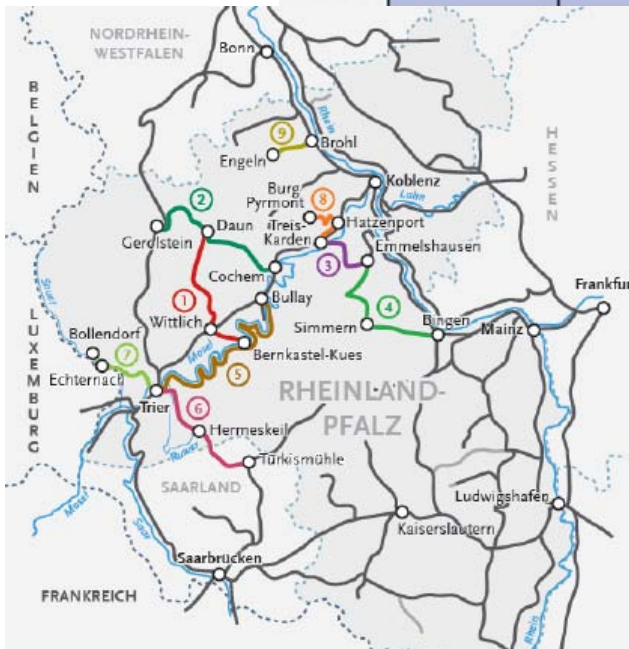 NORDRHEIN-
WESTFALEN
Bonn
BELGIEN
Rhein
9
Brohl
Engeln
HESSEN
Koblenz
Lahn
Burg
Pyrmont
8
2
Hatzenport
Treis-
Karden
Daun
Gerolstein
Emmelshausen
3
Cochem
Sauer
1
Bullay
4
Frankfur
LUXEMBURG
Bollendorf
Wittlich
Simmern
Bingen
Mainz
7
Mosel
Bernkastel-Kues
Echternach
5
RHEINLAND-
PFALZ
Trier
6
Hermeskeil
Ruwer
Türkismühle
SAARLAND
Mosel
Saar
Ludwigshafen
Kaiserslautern
Saarbrücken
FRANKREICH
Rhein